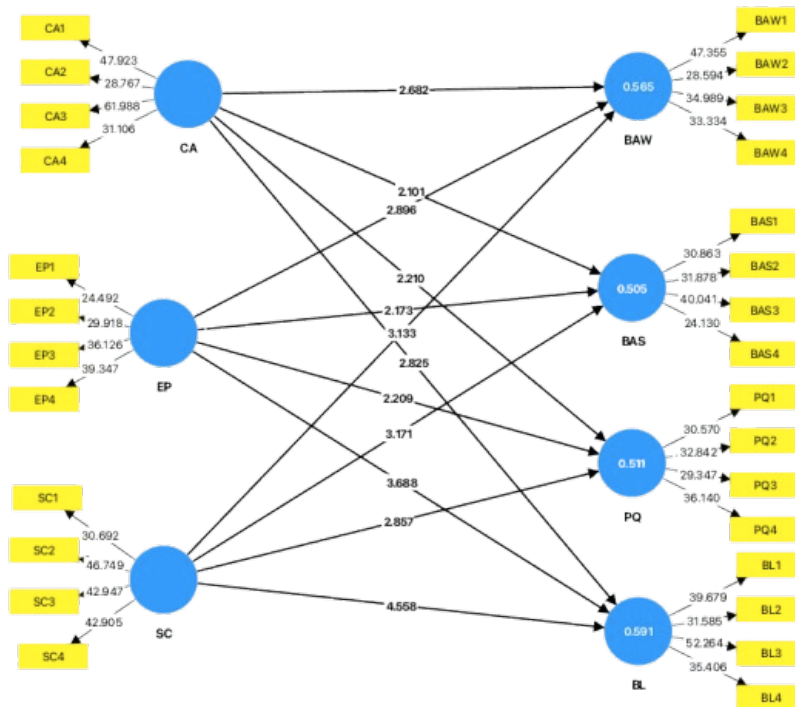 CA1
CA2
CA3
CA4
47.923
28.767
61.988
31.106
CA
EP1
EP2
EP3
EP4
24.492
29.918
36.126
39.347
EP
SC1
SC2
SC3
SC4
30.692
46.749
42.947
42.905
SC
2.682
2.101
2.896
2.210
2.173
3.133
2.825
2.209
3.171
3.688
2.857
4.558
0.565
BAW
47.355
28.594
34.989
33.334
BAW1
BAW2
BAW3
BAW4
0.505
BAS
30.863
31.878
40.041
24.130
BAS1
BAS2
BAS3
BAS4
0.511
PQ
30.570
32.842
29.347
36.140
PQ1
PQ2
PQ3
PQ4
0.591
BL
39.679
31.585
52.264
35.406
BL1
BL2
BL3
BL4